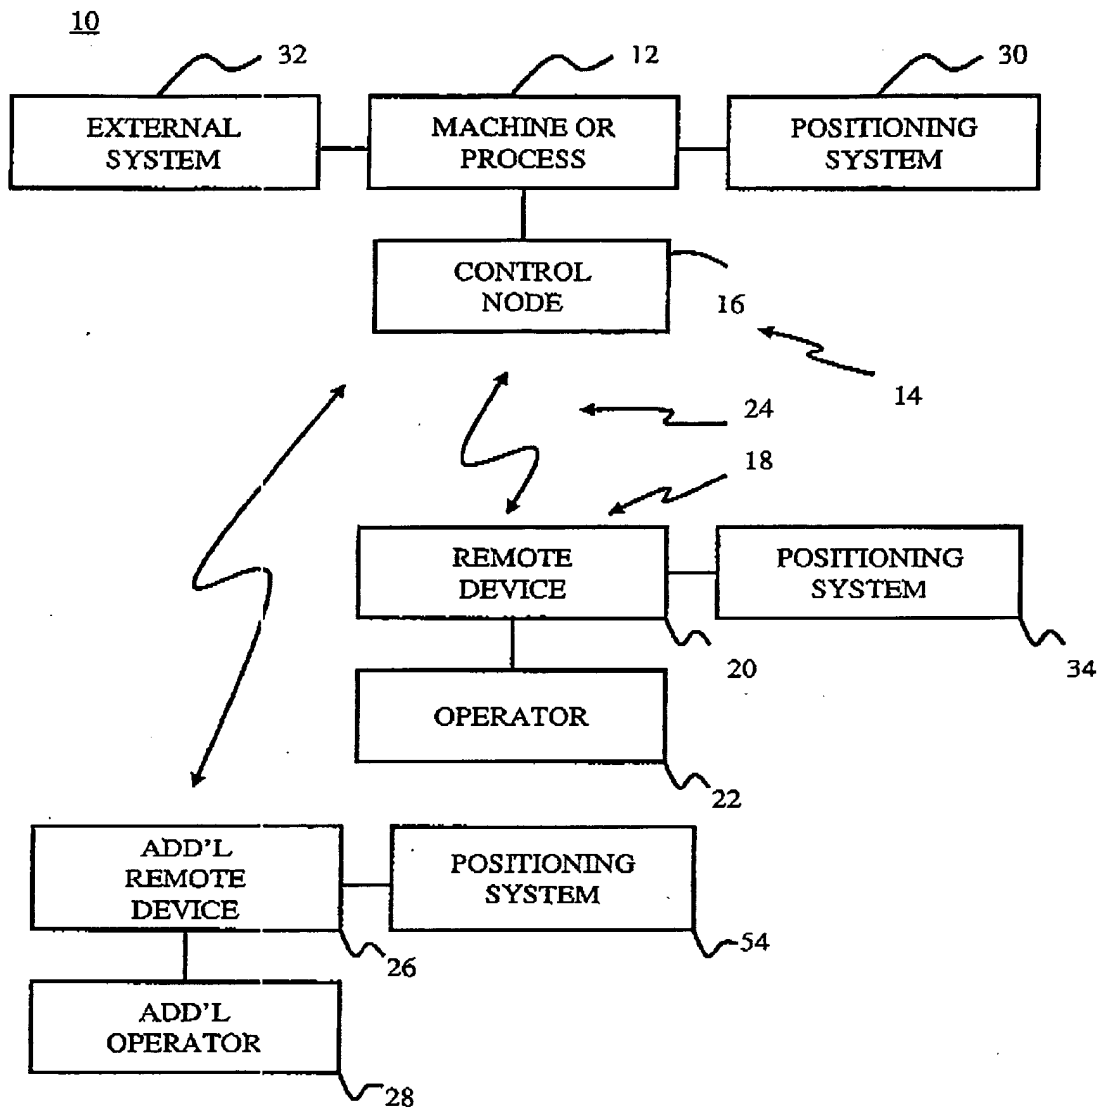 10
32
12
30
EXTERNAL
SYSTEM
MACHINE OR
PROCESS
POSITIONING
SYSTEM
CONTROL
NODE
16
14
24
18
REMOTE
DEVICE
POSITIONING
SYSTEM
20
34
OPERATOR
22
ADD'L
REMOTE
DEVICE
POSITIONING
SYSTEM
54
26
ADD'L
OPERATOR
28